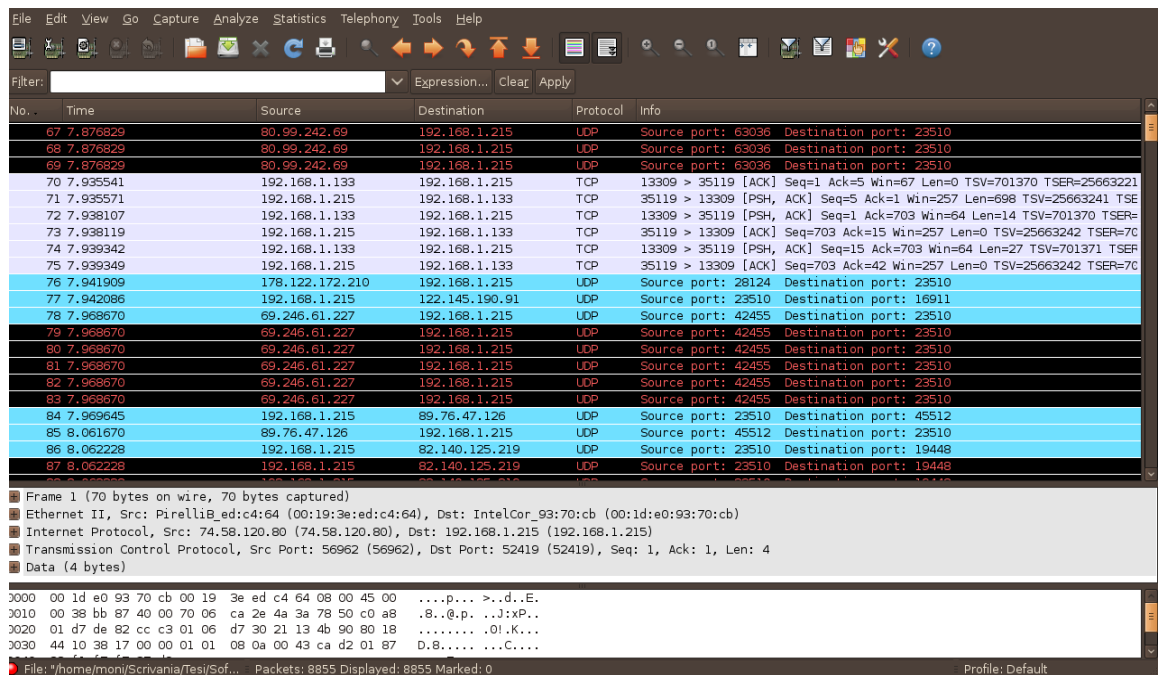 File Edit View Go Capture Analyze Statistics Telephony Tools Help
Filter: Expression... Clear Apply
No. . Time Source Destination Protocol Info
67 7.876829 80.99.242.69 192.168.1.215 UDP Source port: 63036 Destination port: 23510
68 7.876829 80.99.242.69 192.168.1.215 UDP Source port: 63036 Destination port: 23510
69 7.876829 80.99.242.69 192.168.1.215 UDP Source port: 63036 Destination port: 23510
70 7.935541 192.168.1.133 192.168.1.215 TCP 13309 > 35119 [ACK] Seq=1 Ack=5 Win=67 Len=0 TSV=701370 TSER=25663221
71 7.935571 192.168.1.215 192.168.1.133 TCP 35119 > 13309 [PSH, ACK] Seq=5 Ack=1 Win=257 Len=698 TSV=25663241 TSE
72 7.938107 192.168.1.133 192.168.1.215 TCP 13309 > 35119 [PSH, ACK] Seq=1 Ack=703 Win=64 Len=14 TSV=701370 TSER=
73 7.938119 192.168.1.215 192.168.1.133 TCP 35119 > 13309 [ACK] Seq=703 Ack=15 Win=257 Len=0 TSV=25663242 TSER=7C
74 7.939342 192.168.1.133 192.168.1.215 TCP 13309 > 35119 [PSH, ACK] Seq=15 Ack=703 Win=64 Len=27 TSV=701371 TSER
75 7.939349 192.168.1.215 192.168.1.133 TCP 35119 > 13309 [ACK] Seq=703 Ack=42 Win=257 Len=0 TSV=25663242 TSER=7C
76 7.941909 178.122.172.210 192.168.1.215 UDP Source port: 28124 Destination port: 23510
77 7.942086 192.168.1.215 122.145.190.91 UDP Source port: 23510 Destination port: 16911
78 7.968670 69.246.61.227 192.168.1.215 UDP Source port: 42455 Destination port: 23510
79 7.968670 69.246.61.227 192.168.1.215 UDP Source port: 42455 Destination port: 23510
80 7.968670 69.246.61.227 192.168.1.215 UDP Source port: 42455 Destination port: 23510
81 7.968670 69.246.61.227 192.168.1.215 UDP Source port: 42455 Destination port: 23510
82 7.968670 69.246.61.227 192.168.1.215 UDP Source port: 42455 Destination port: 23510
83 7.968670 69.246.61.227 192.168.1.215 UDP Source port: 42455 Destination port: 23510
84 7.969645 192.168.1.215 89.76.47.126 UDP Source port: 23510 Destination port: 45512
85 8.061670 89.76.47.126 192.168.1.215 UDP Source port: 45512 Destination port: 23510
86 8.062228 192.168.1.215 82.140.125.219 UDP Source port: 23510 Destination port: 19448
87 8.062228 192.168.1.215 82.140.125.219 UDP Source port: 23510 Destination port: 19448
Frame 1 (70 bytes on wire, 70 bytes captured)
Ethernet II, Src: PirelliB_ed:c4:64 (00:19:3e:ed:c4:64), Dst: IntelCor_93:70:cb (00:1d:e0:93:70:cb)
Internet Protocol, Src: 74.58.120.80 (74.58.120.80), Dst: 192.168.1.215 (192.168.1.215)
Transmission Control Protocol, Src Port: 56962 (56962), Dst Port: 52419 (52419), Seq: 1, Ack: 1, Len: 4
Data (4 bytes)
0000 00 1d e0 93 70 cb 00 19 3e ed c4 64 08 00 45 00 ....p... >..d..E.
0010 00 38 bb 87 40 00 70 06 ca 2e 4a 3a 78 50 c0 a8 .8..@.p. ..J:xP..
0020 01 d7 de 82 cc c3 01 06 d7 30 21 13 4b 90 80 18 ........ .0!.K...
0030 44 10 38 17 00 00 01 01 08 0a 00 43 ca d2 01 87 D.8..... ...C....
File: "/home/moni/Scrivania/Tesi/Sof... Packets: 8855 Displayed: 8855 Marked: 0 Profile: Default